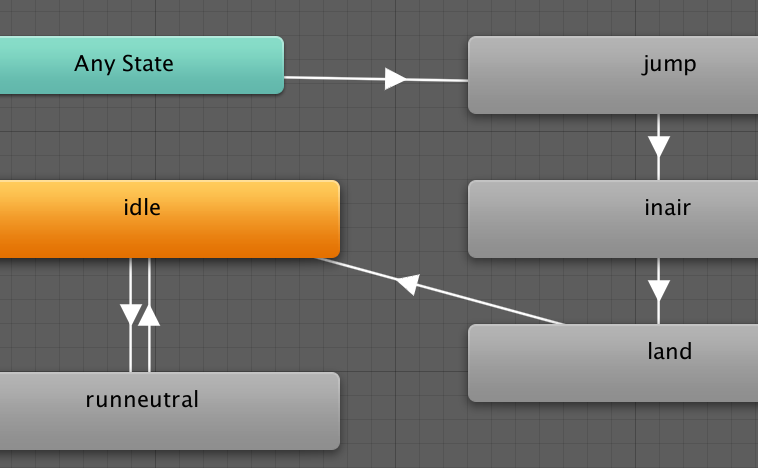 Any State
jump
idle
inair
land
runneutral